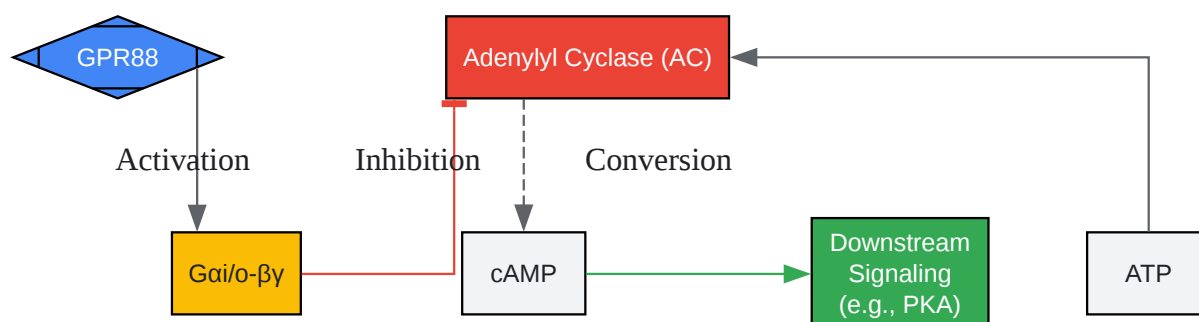 GPR88
Adenylyl Cyclase (AC)
Activation
Inhibition
Conversion
Gαi/o-βγ
cAMP
Downstream
Signaling
(e.g., PKA)
ATP